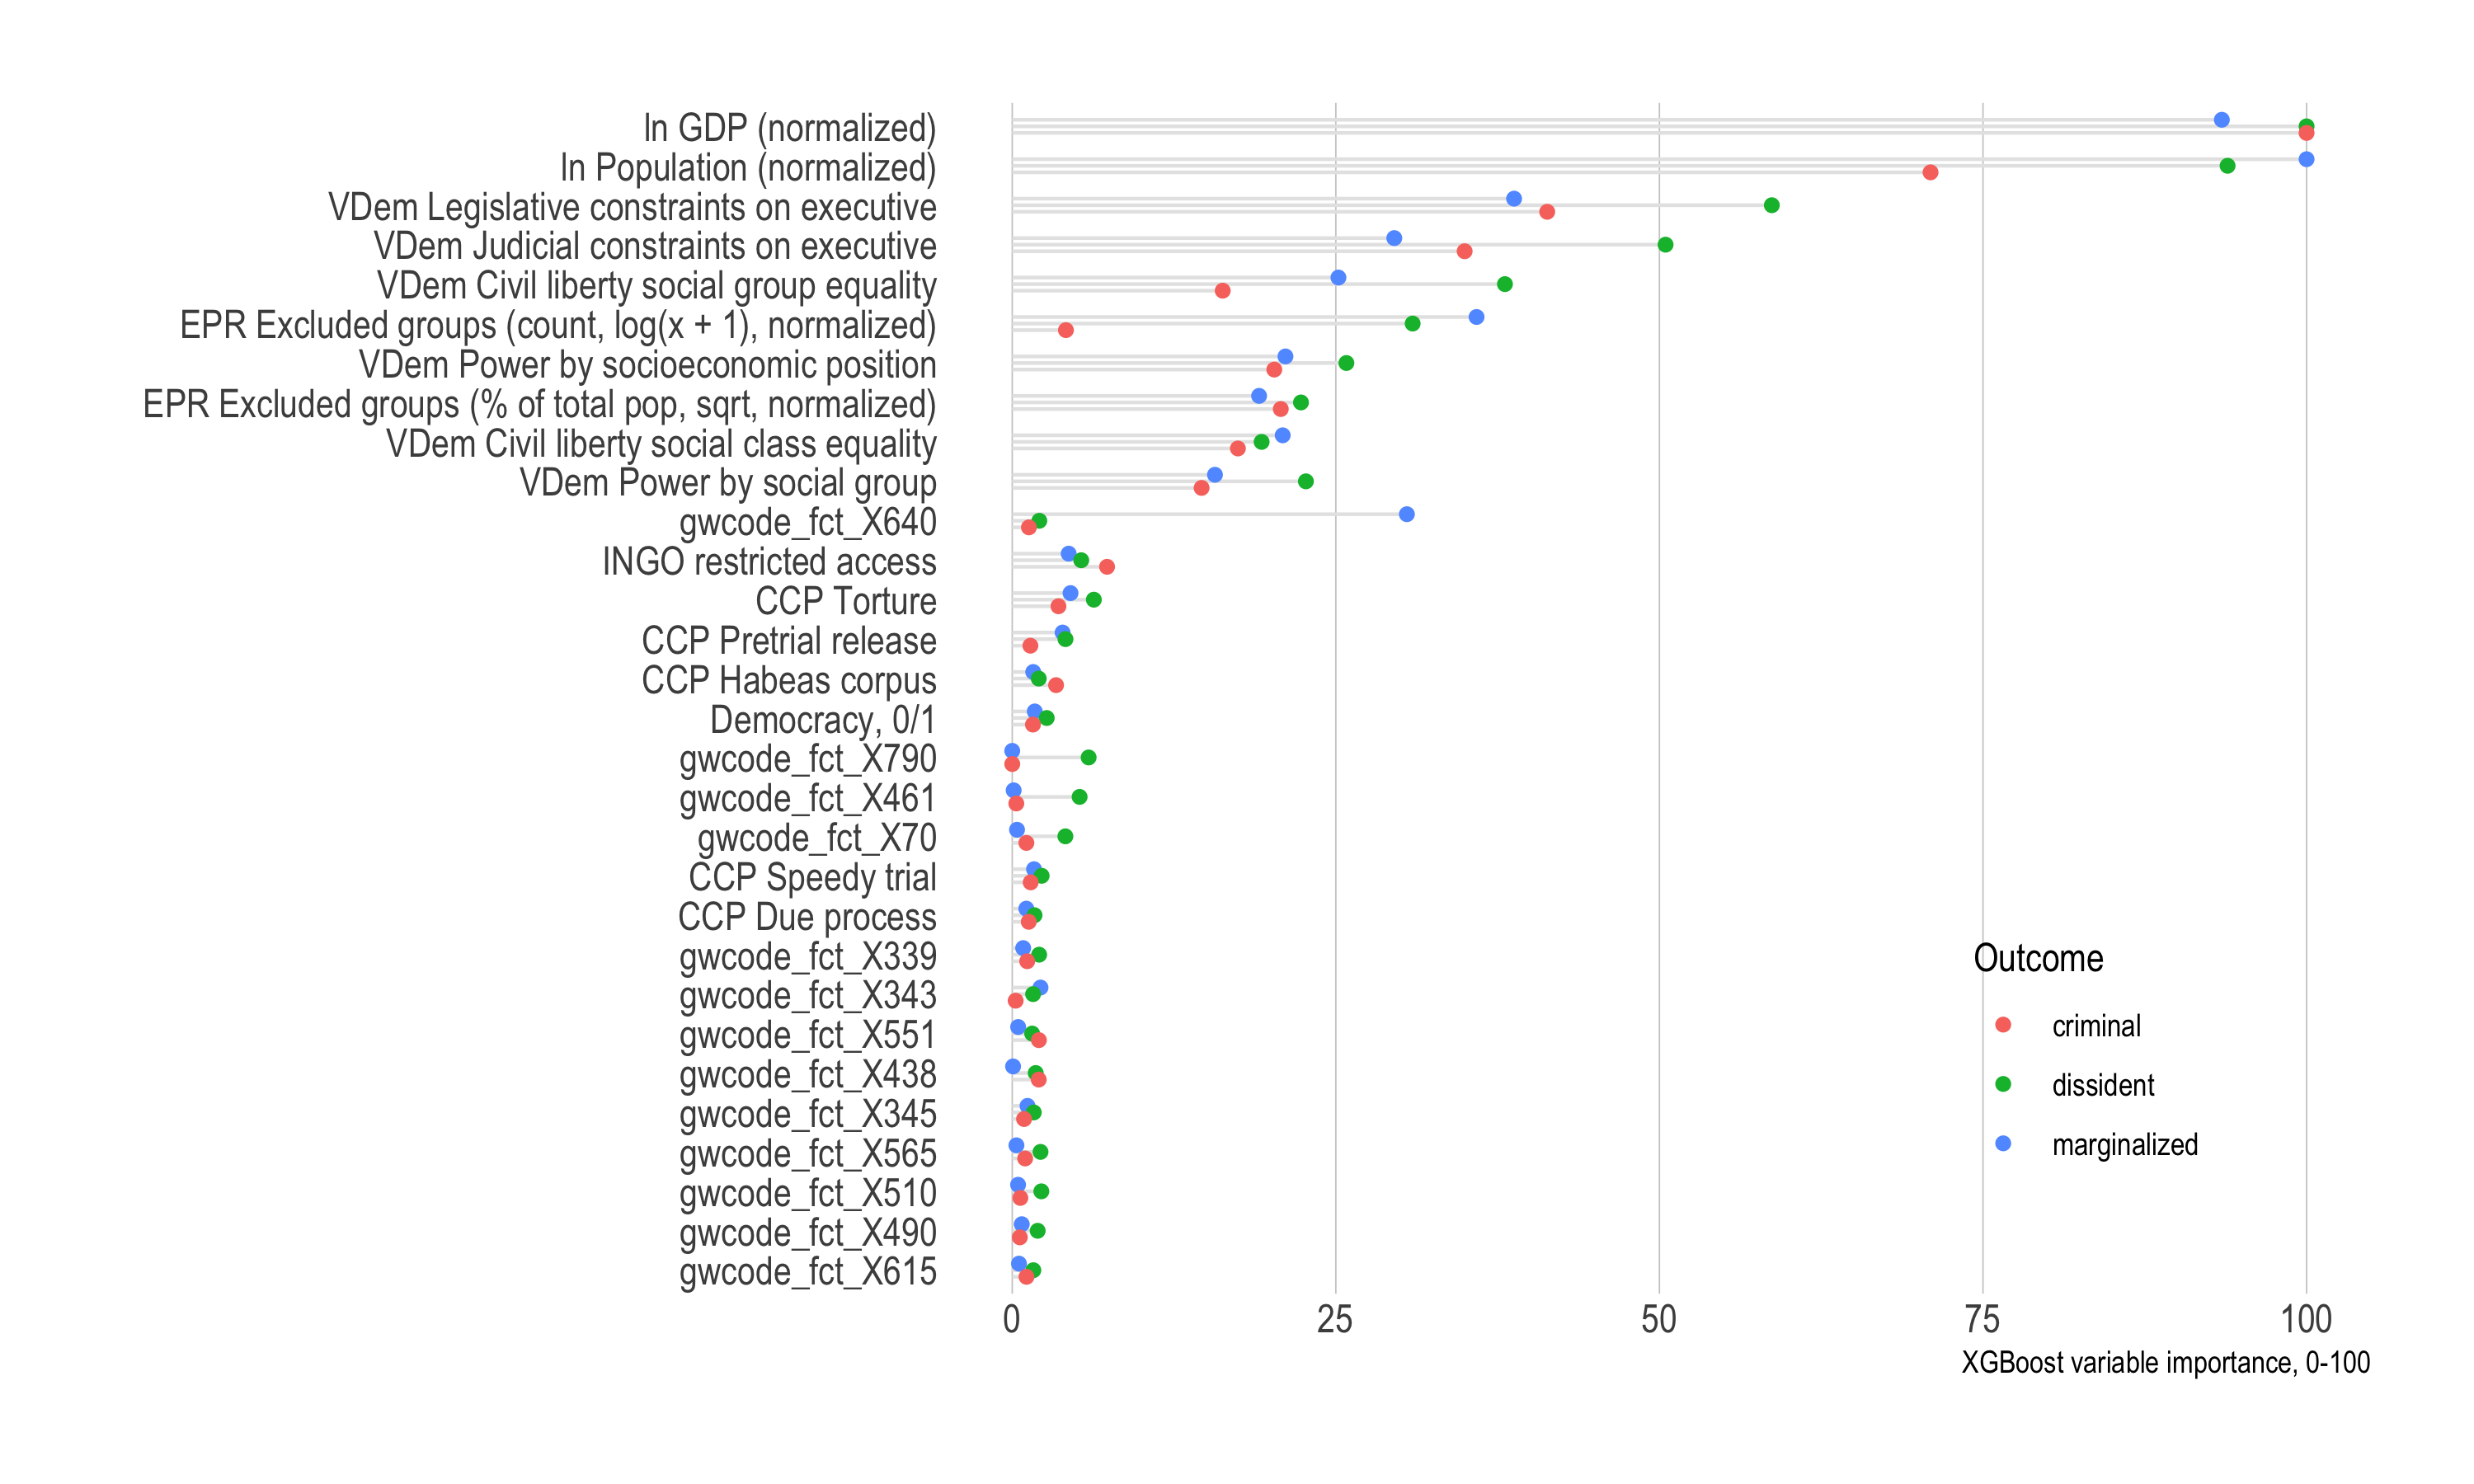 ln GDP (normalized)
ln Population (normalized)
VDem Legislative constraints on executive
VDem Judicial constraints on executive
VDem Civil liberty social group equality
EPR Excluded groups (count, log(x + 1), normalized)
VDem Power by socioeconomic position
EPR Excluded groups (% of total pop, sqrt, normalized)
VDem Civil liberty social class equality
VDem Power by social group
gwcode_fct_X640
INGO restricted access
CCP Torture
CCP Pretrial release
CCP Habeas corpus
Democracy, 0/1
gwcode_fct_X790
gwcode_fct_X461
gwcode_fct_X70
CCP Speedy trial
CCP Due process
gwcode_fct_X339
gwcode_fct_X343
gwcode_fct_X551
gwcode_fct_X438
gwcode_fct_X345
gwcode_fct_X565
gwcode_fct_X510
gwcode_fct_X490
gwcode_fct_X615
Outcome
criminal
dissident
marginalized
0 25 50 75 100
XGBoost variable importance, 0-100